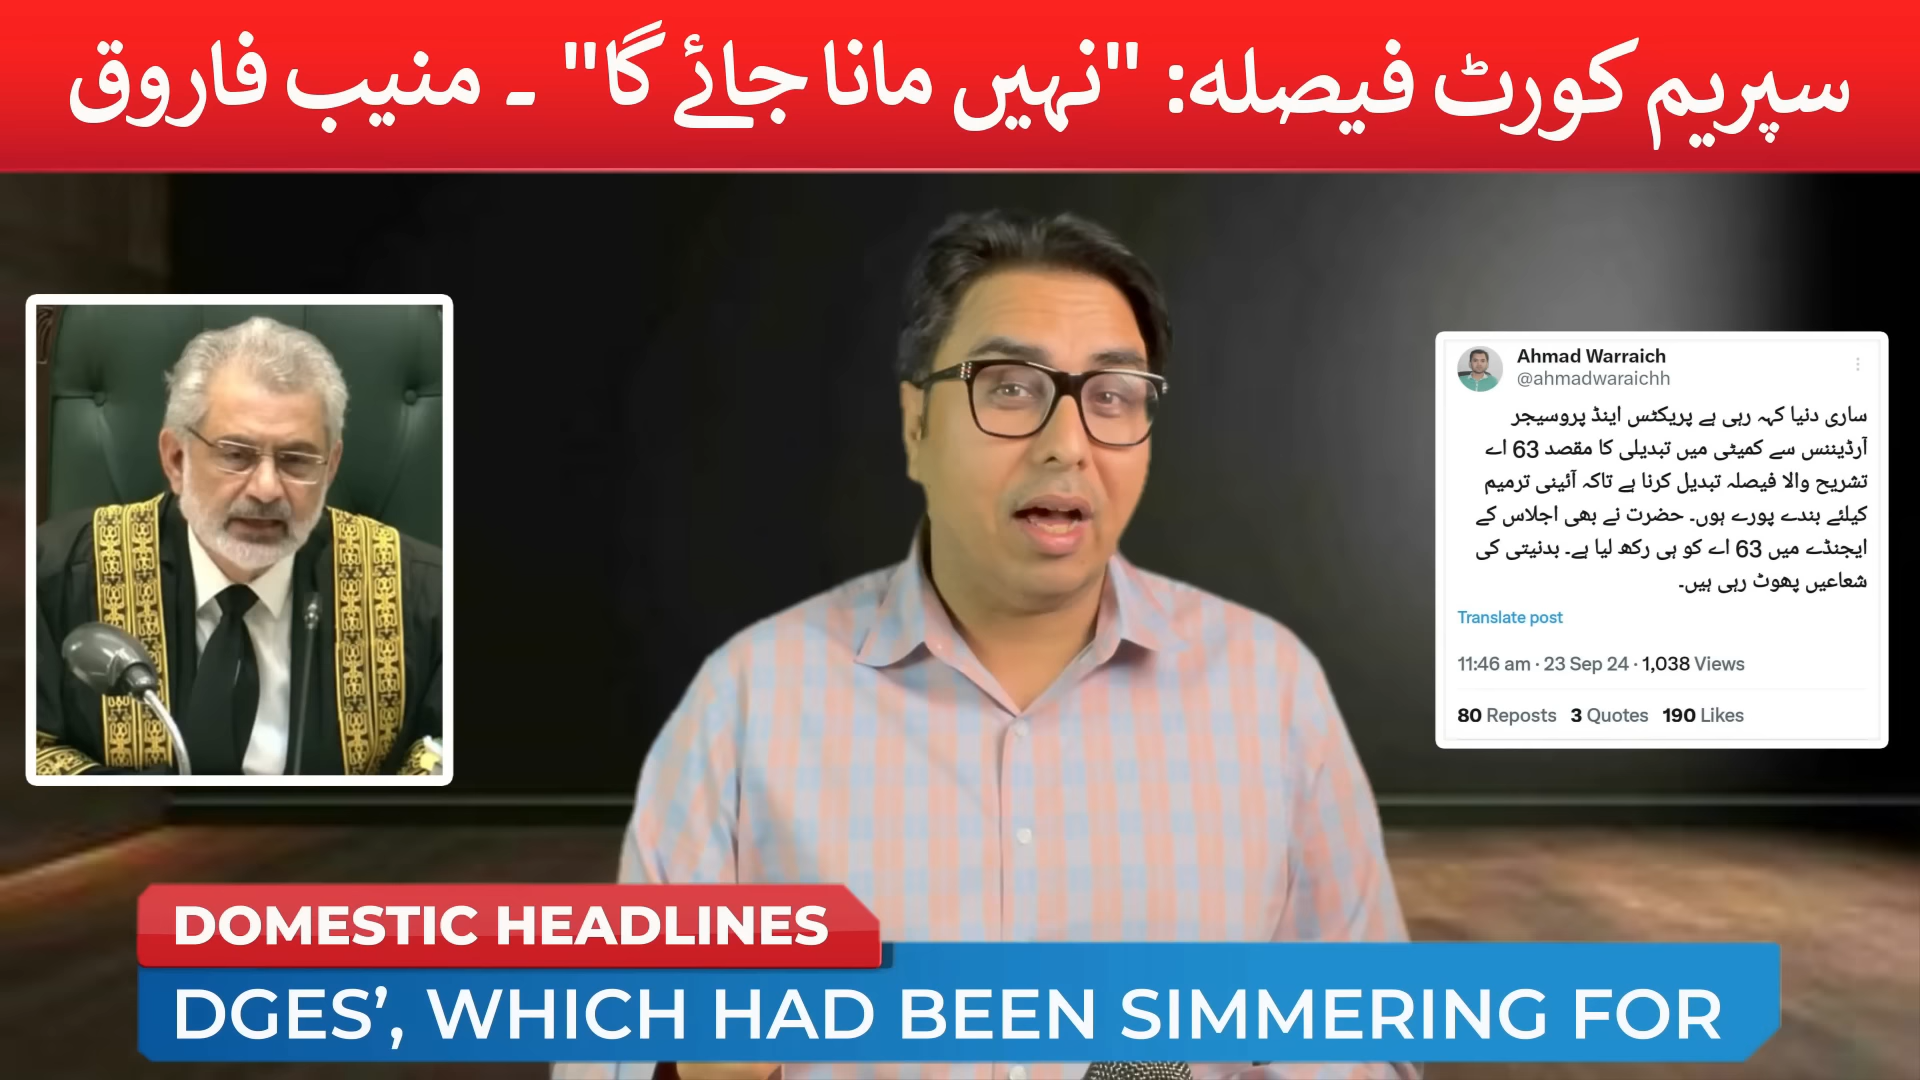 سپریم کورٹ فیصلہ: "نہیں مانا جائے گا" ۔ منیب فاروق
Ahmad Warraich
@ahmadwaraichh
ساری دنیا کہہ رہی ہے پریکٹس اینڈ پروسیجر
آرڈیننس سے کمیٹی میں تبدیلی کا مقصد 63 اے
تشریح والا فیصلہ تبدیل کرنا ہے تاکہ آئینی ترمیم
کیلئے بندے پورے ہوں۔ حضرت نے بھی اجلاس کے
ایجنڈے میں 63 اے کو ہی رکھ لیا ہے۔ بدنیتی کی
شعاعیں پھوٹ رہی ہیں۔
Translate post
11:46 am · 23 Sep 24 · 1,038 Views
80 Reposts 3 Quotes 190 Likes
DOMESTIC HEADLINES
DGES’, WHICH HAD BEEN SIMMERING FOR